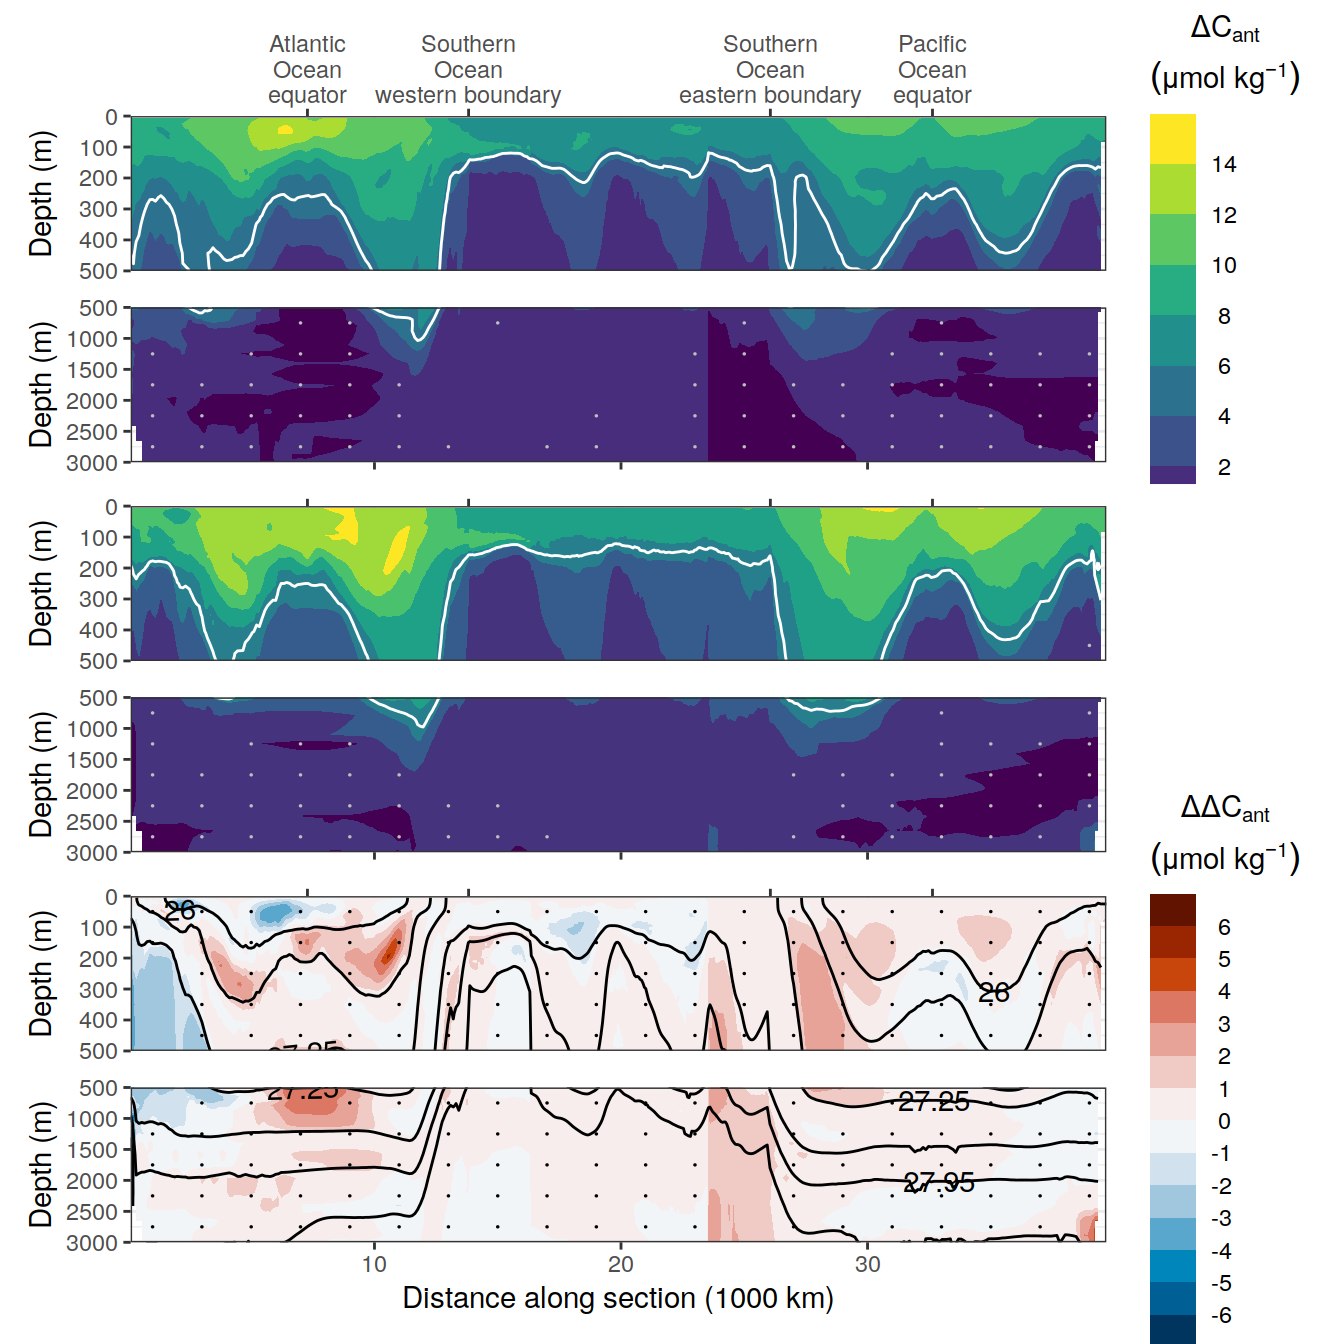 Atlantic
Ocean
equator
Southern
Ocean
western boundary
Southern
Ocean
eastern boundary
Pacific
Ocean
equator
ΔCant
(μmol kg⁻¹)
14
12
10
8
6
4
2
Depth (m)
0
100
200
300
400
500
Depth (m)
500
1000
1500
2000
2500
3000
Depth (m)
0
100
200
300
400
500
Depth (m)
500
1000
1500
2000
2500
3000
ΔΔCant
(μmol kg⁻¹)
6
5
4
3
2
1
0
-1
-2
-3
-4
-5
-6
Depth (m)
0
100
200
300
400
500
26
26
Depth (m)
500
1000
1500
2000
2500
3000
27.25
27.25
27.95
10
20
30
Distance along section (1000 km)